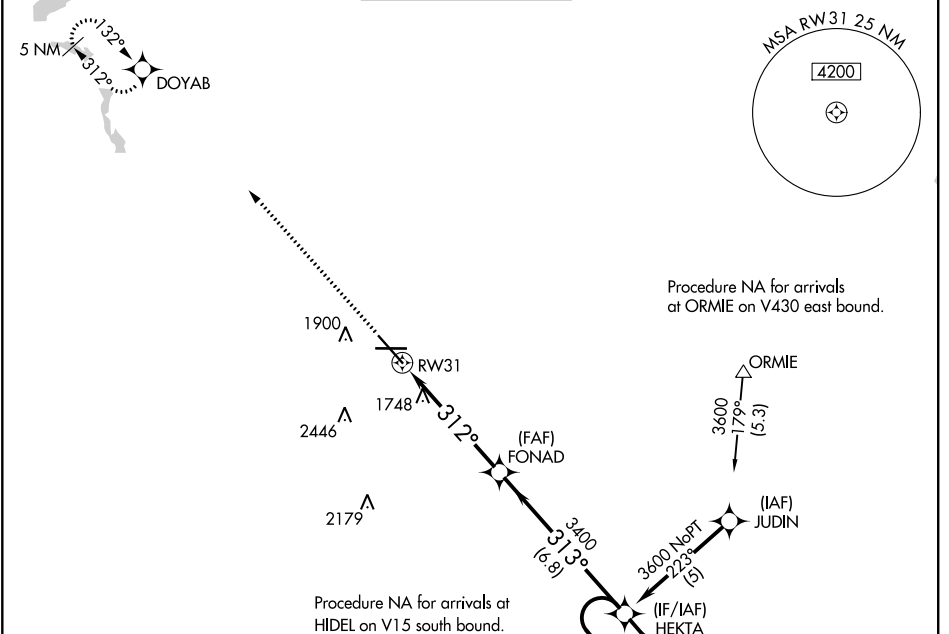 132°
5 NM
312°
DOYAB
MSA RW31 25 NM
4200
Procedure NA for arrivals
at ORMIE on V430 east bound.
1900
RW31
ORMIE
3600
179°
(5.3)
1748
312°
2446
(FAF)
FONAD
2179
(IAF)
JUDIN
3400
313°
(6.8)
3600 NoPT
223°
(5)
Procedure NA for arrivals at
HIDEL on V15 south bound.
(IF/IAF)
HEKTA